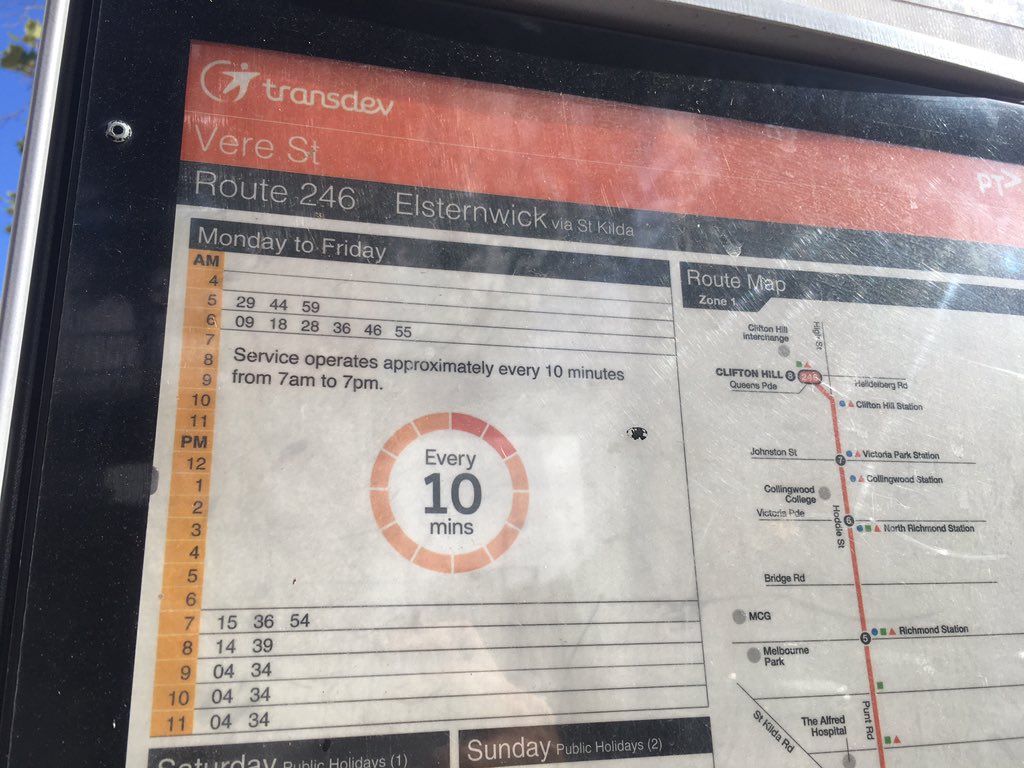 transdev
Vere St
PTV
Route 246 Elsternwick via St Kilda
Monday to Friday
AM
4
5 29 44 59
6 09 18 28 36 46 55
7
8
9
10
11
Service operates approximately every 10 minutes
from 7am to 7pm.
PM
12
1
2
3
4
5
6
Every
10
mins
7 15 36 54
8 14 39
9 04 34
10 04 34
11 04 34
Saturday Public Holidays (1)
Sunday Public Holidays (2)
Route Map
Zone 1
Clifton Hill
Interchange
High St
CLIFTON HILL 8 246
Queens Pde
Heidelberg Rd
Clifton Hill Station
Johnston St
7 Victoria Park Station
Collingwood Station
Collingwood
College
Victoria Pde
Hoddle St
6 North Richmond Station
Bridge Rd
MCG
5 Richmond Station
Melbourne
Park
St Kilda Rd
Punt Rd
The Alfred
Hospital